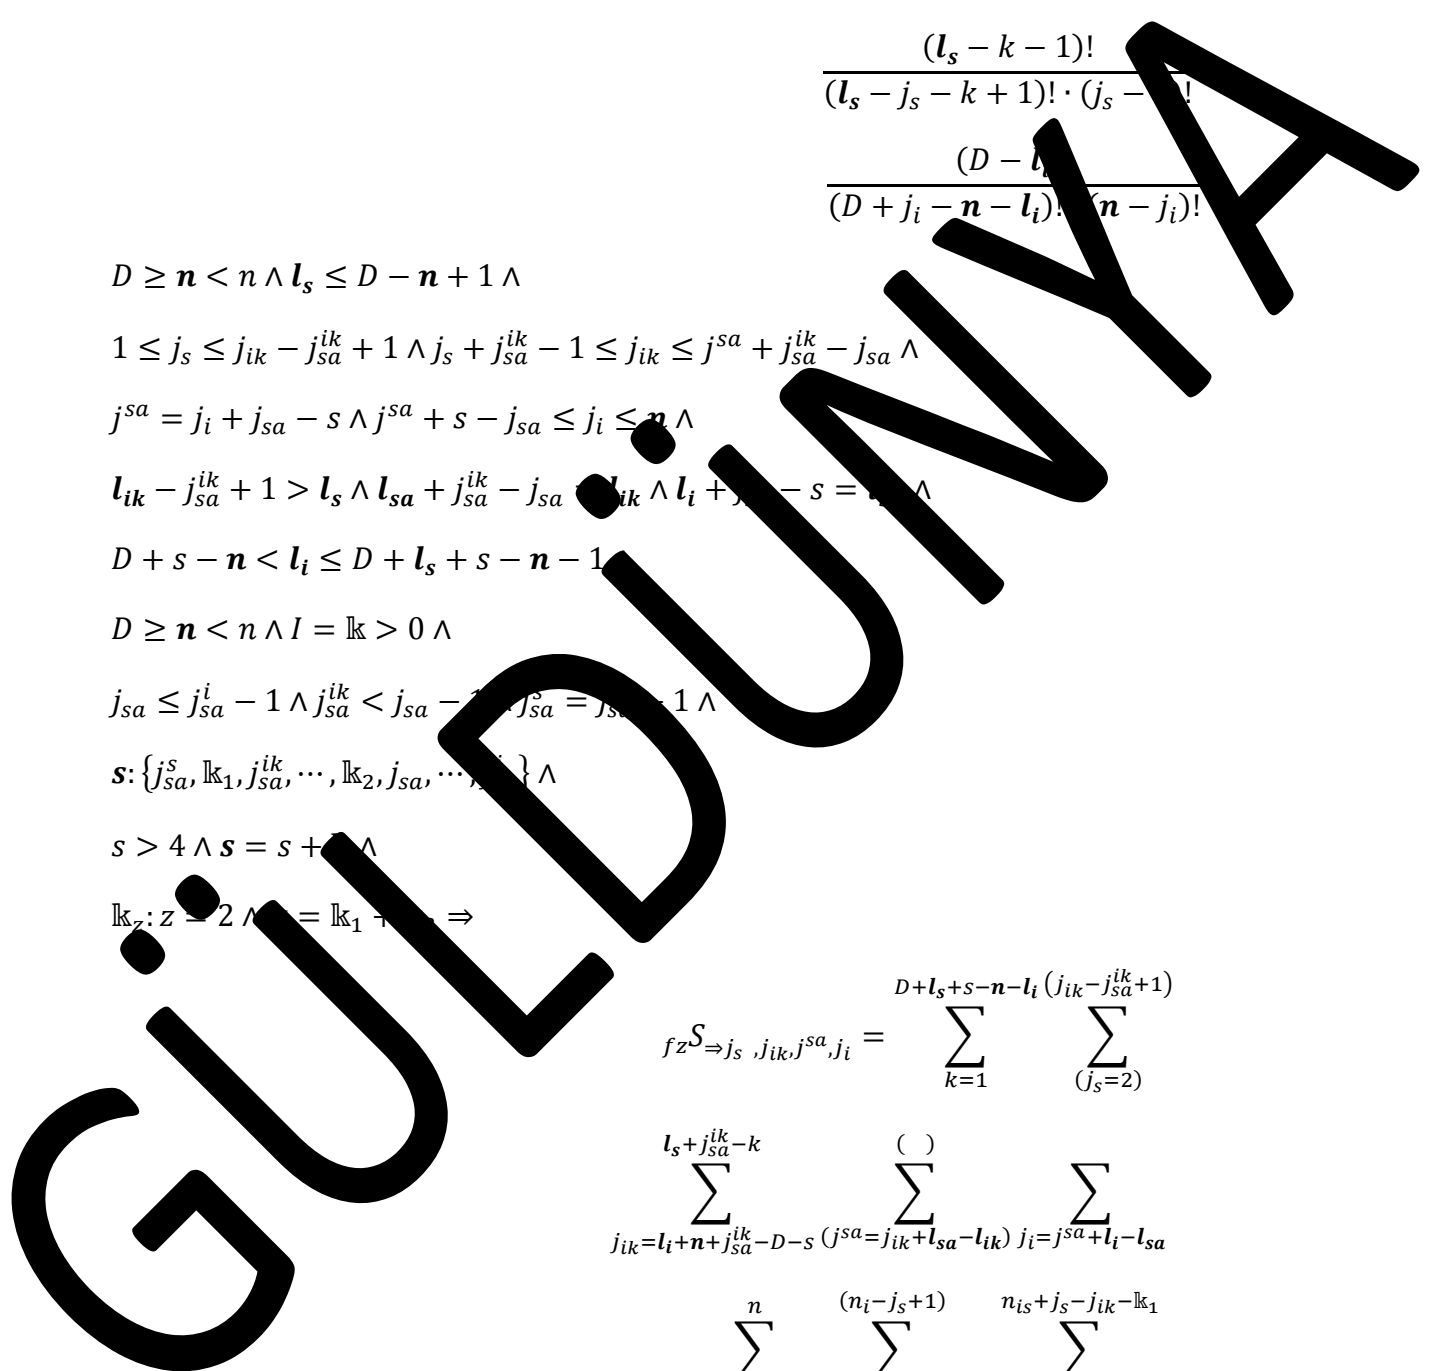 (l_s − k − 1)!
(l_s − j_s − k + 1)! · (j_s − )!
(D − l
(D + j_i − n − l_i)! (n − j_i)!
D ≥ n < n ∧ l_s ≤ D − n + 1 ∧
1 ≤ j_s ≤ j_ik − j_sa^ik + 1 ∧ j_s + j_sa^ik − 1 ≤ j_ik ≤ j^sa + j_sa^ik − j_sa ∧
j^sa = j_i + j_sa − s ∧ j^sa + s − j_sa ≤ j_i ≤ n ∧
l_ik − j_sa^ik + 1 > l_s ∧ l_sa + j_sa^ik − j_sa l_ik ∧ l_i + − s = ∧
D + s − n < l_i ≤ D + l_s + s − n − 1
D ≥ n < n ∧ I = 𝕜 > 0 ∧
j_sa ≤ j_sa^i − 1 ∧ j_sa^ik < j_sa − j_sa^s = − 1 ∧
s: {j_sa^s, 𝕜_1, j_sa^ik, ⋯, 𝕜_2, j_sa, ⋯, } ∧
s > 4 ∧ s = s + ∧
𝕜_z: z = 2 ∧ = 𝕜_1 + ⇒
D+l_s+s−n−l_i (j_ik−j_sa^ik+1)
fz S ⇒j_s ,j_ik,j^sa,j_i = ∑ ∑
k=1 (j_s=2)
l_s+j_sa^ik−k ( )
∑ ∑ ∑
j_ik=l_i+n+j_sa^ik−D−s (j^sa=j_ik+l_sa−l_ik) j_i=j^sa+l_i−l_sa
n (n_i−j_s+1) n_is+j_s−j_ik−𝕜_1
∑ ∑ ∑
GÜLDÜNYA